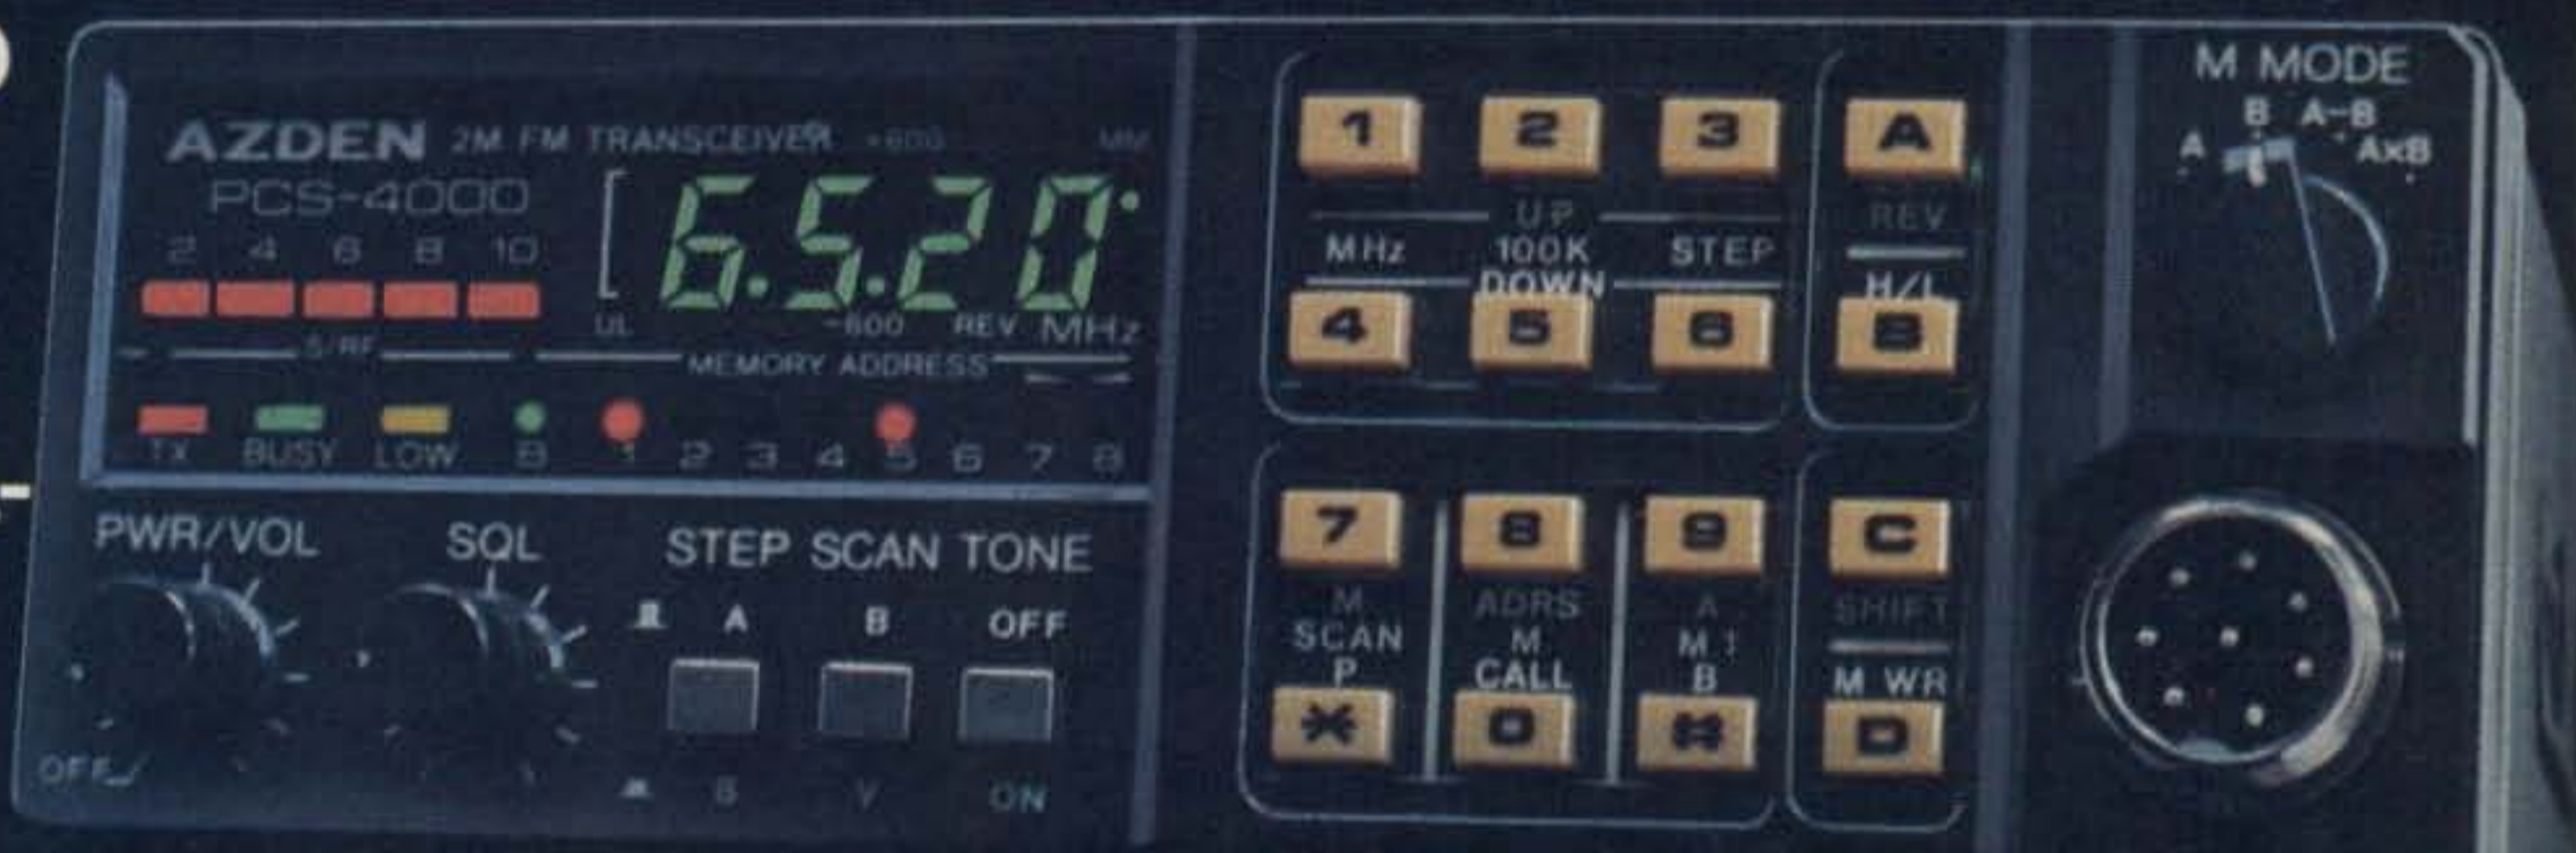 AZDEN 2M FM TRANSCEIVER +600 MM
PCS-4000
6.5.20
2 4 6 8 10
UL -600 REV MHz
S/RF MEMORY ADDRESS
TX BUSY LOW B 1 2 3 4 5 6 7 8
PWR/VOL SQL STEP SCAN TONE
A B OFF
OFF
ON
1 2 3 A
UP REV
MHz 100K STEP
DOWN H/L
4 5 6 B
7 8 9 C
M ADRS A SHIFT
SCAN M M
P CALL B M WR
* 0 # D
M MODE
B A-B
A AxB